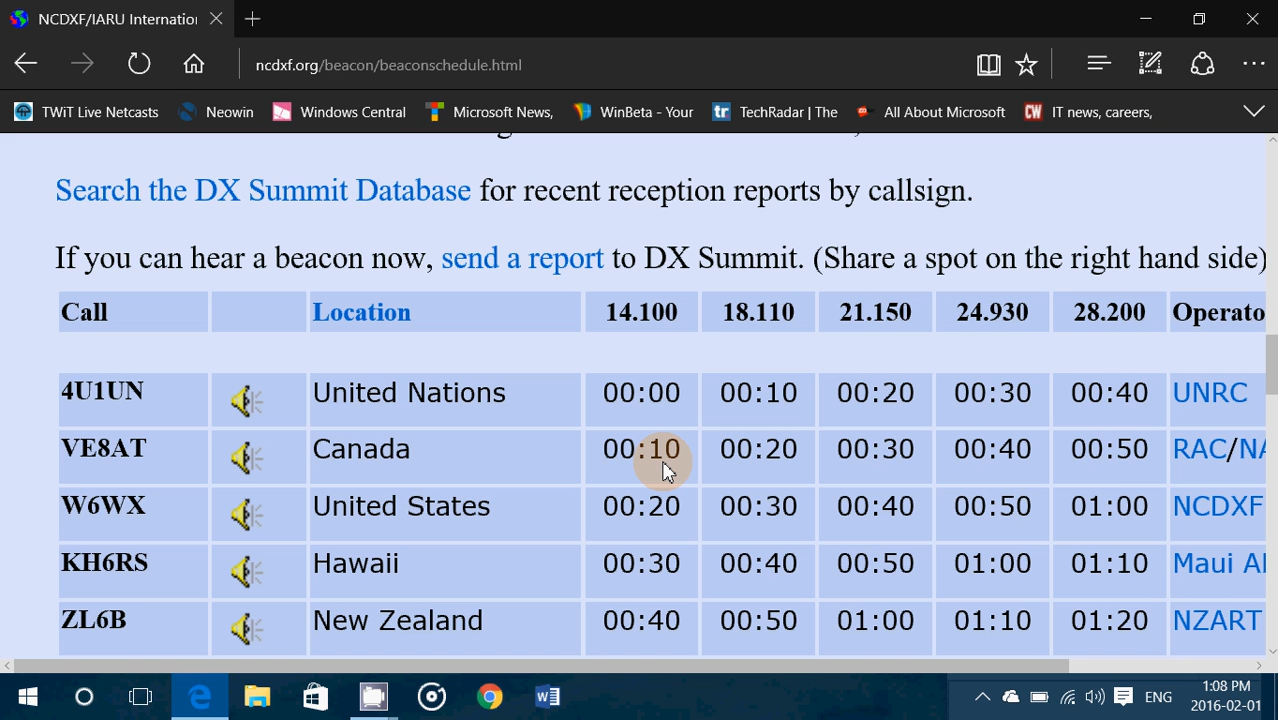 NCDXF/IARU Internatio
ncdxf.org/beacon/beaconschedule.html
TWiT Live Netcasts Neowin Windows Central Microsoft News, WinBeta - Your TechRadar | The All About Microsoft IT news, careers,
Search the DX Summit Database for recent reception reports by callsign.
If you can hear a beacon now, send a report to DX Summit. (Share a spot on the right hand side)
Call Location 14.100 18.110 21.150 24.930 28.200 Operato
4U1UN United Nations 00:00 00:10 00:20 00:30 00:40 UNRC
VE8AT Canada 00:10 00:20 00:30 00:40 00:50 RAC/NA
W6WX United States 00:20 00:30 00:40 00:50 01:00 NCDXF
KH6RS Hawaii 00:30 00:40 00:50 01:00 01:10 Maui A
ZL6B New Zealand 00:40 00:50 01:00 01:10 01:20 NZART
ENG 1:08 PM
2016-02-01